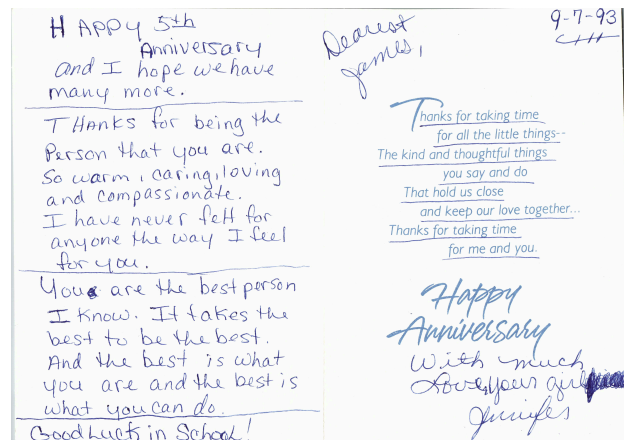 HAPPY 5th
Anniversary
and I hope we have
many more.
THANKS for being the
Person that you are.
So warm, caring, loving
and compassionate.
I have never felt for
anyone the way I feel
for you.
You are the best person
I know. It takes the
best to be the best.
And the best is what
you are and the best is
what you can do.
Good Luck in School!
9-7-93
Dearest
James,
Thanks for taking time
for all the little things--
The kind and thoughtful things
you say and do
That hold us close
and keep our love together...
Thanks for taking time
for me and you.
Happy
Anniversary
With much
Love, your girl
Jennifer